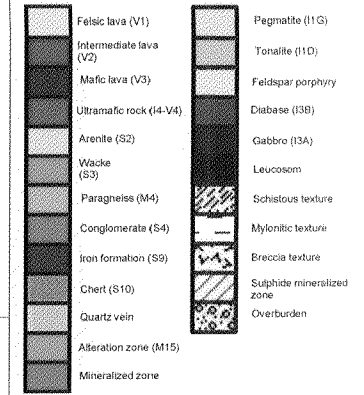 Felsic lava (V1)
Intermediate lava
(V2)
Mafic lava (V3)
Ultramafic rock (I4-V4)
Arenite (S2)
Wacke
(S3)
Paragneiss (M4)
Conglomerate (S4)
Iron formation (S9)
Chert (S10)
Quartz vein
Alteration zone (M15)
Mineralized zone
Pegmatite (I1G)
Tonalite (I1D)
Feldspar porphyry
Diabase (I3B)
Gabbro (I3A)
Leucosom
Schistous texture
Mylonitic texture
Breccia texture
Sulphide mineralized
zone
Overburden